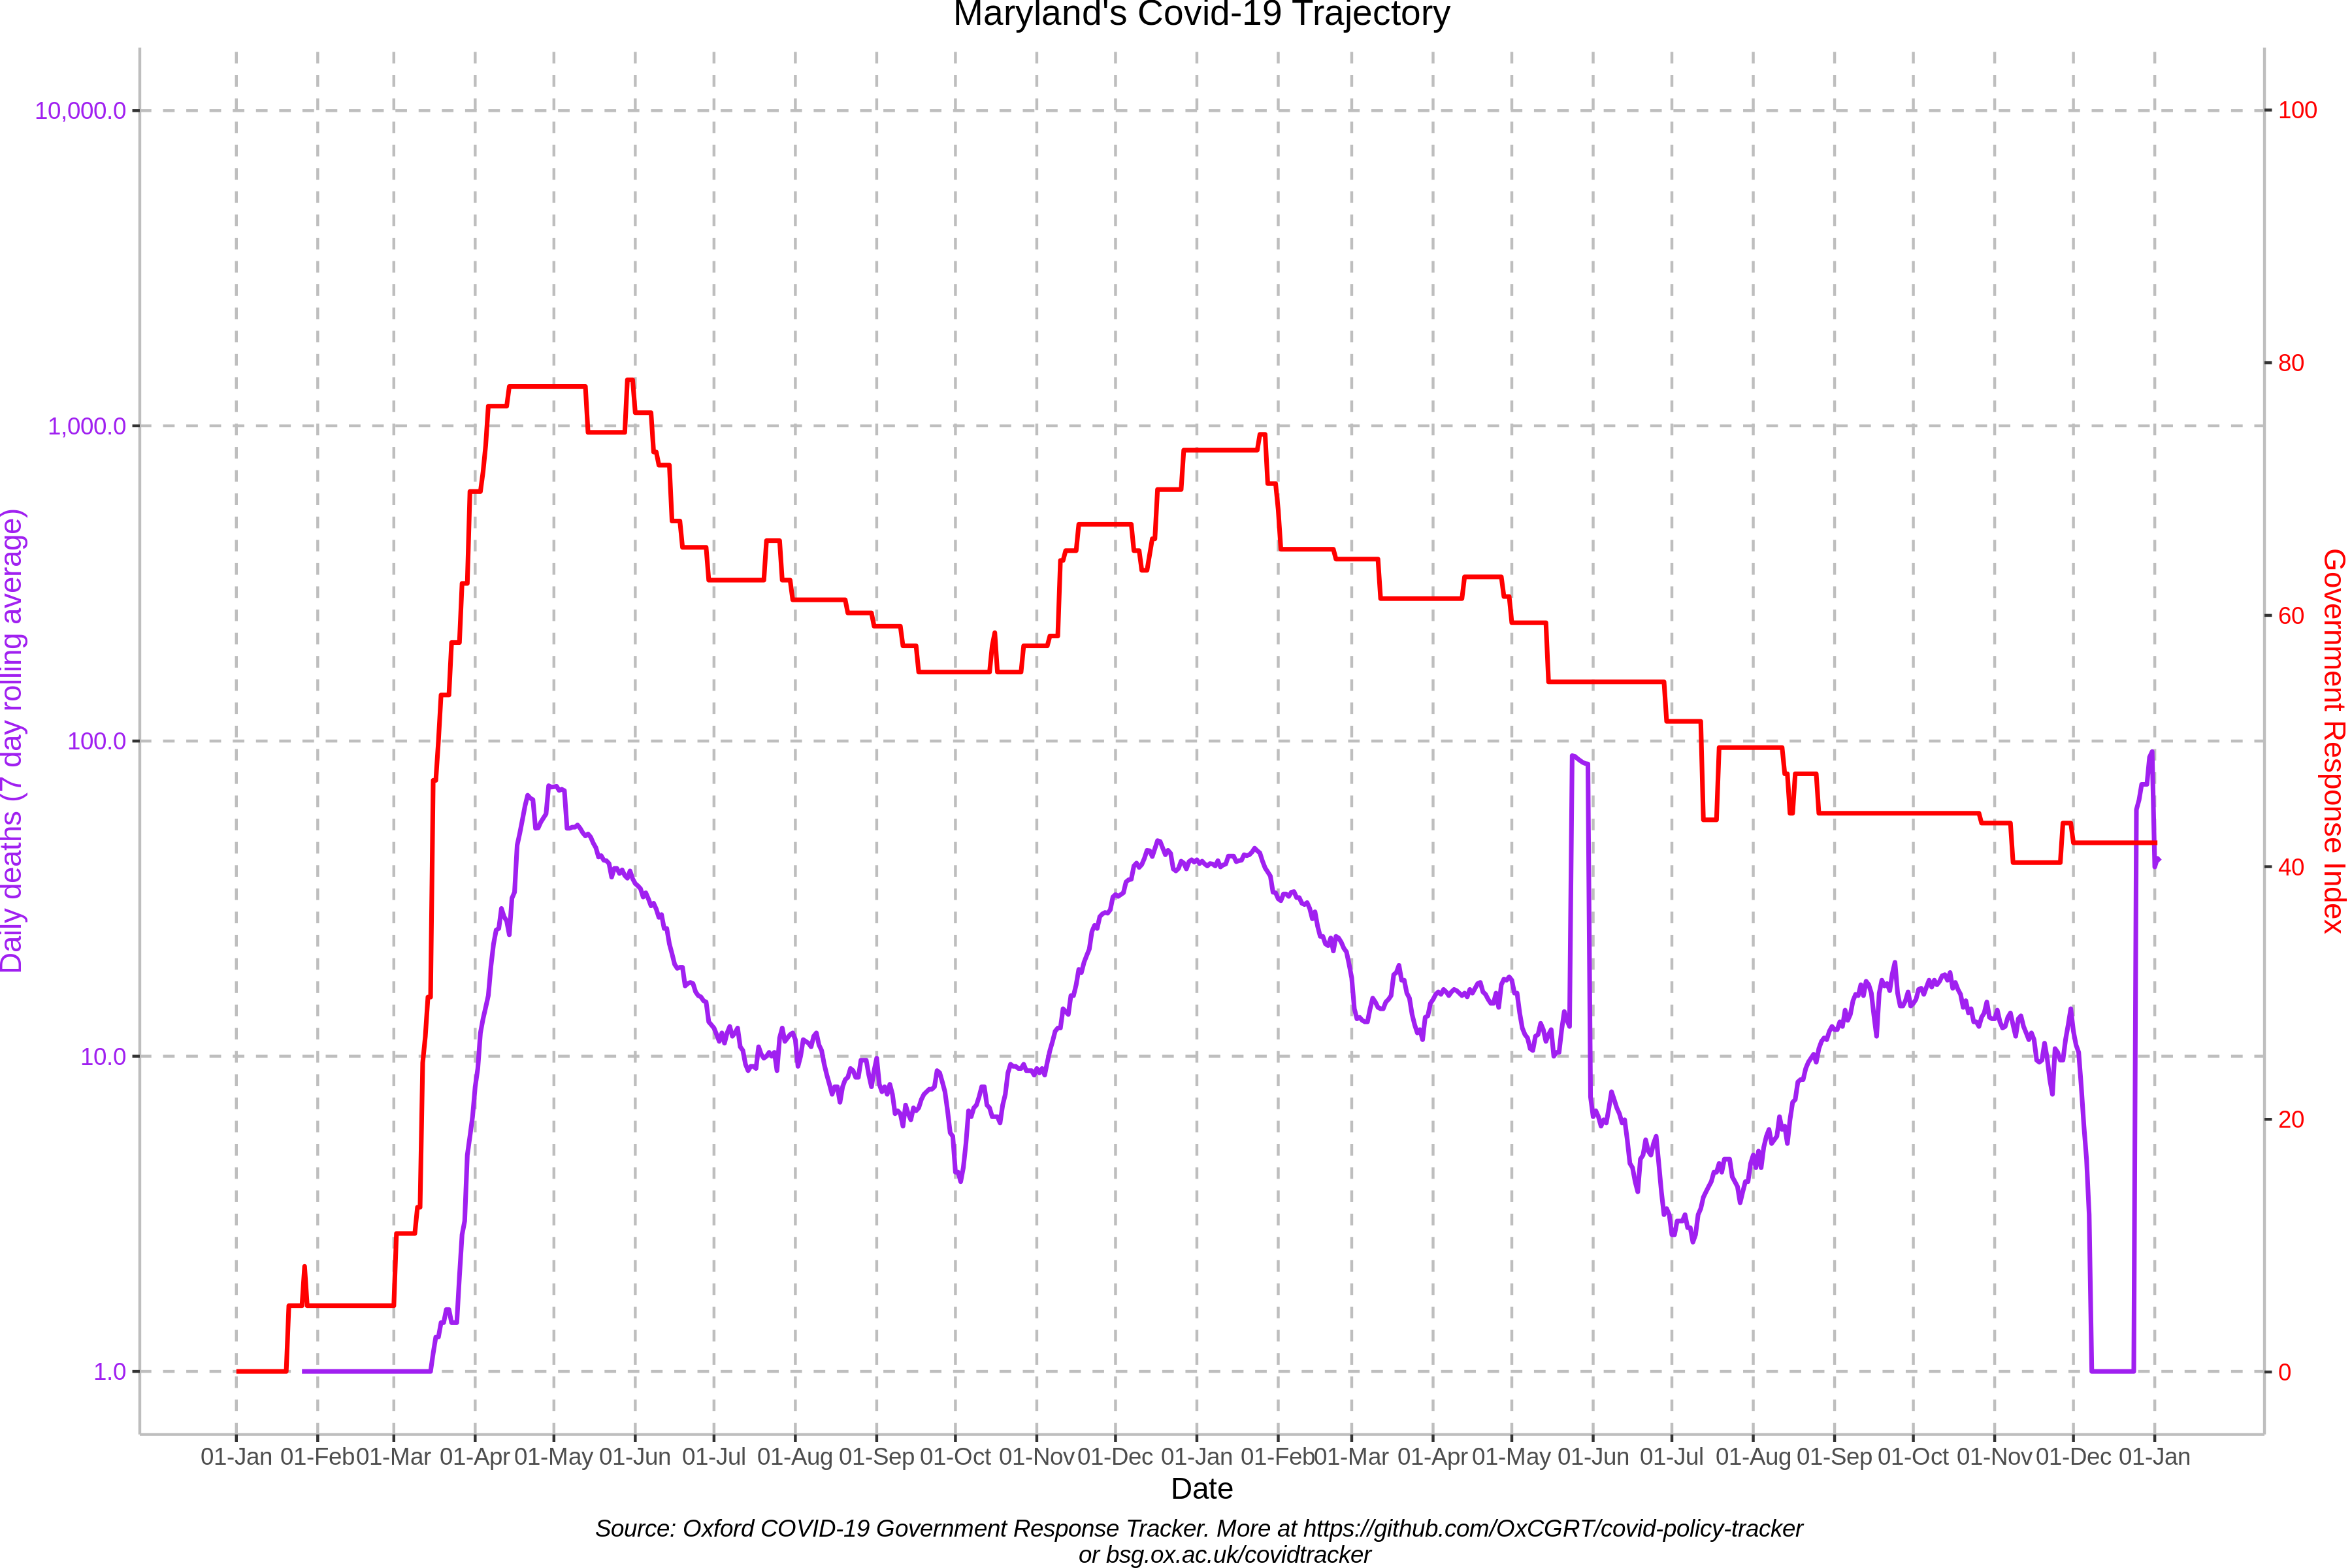 Maryland's Covid-19 Trajectory
10,000.0
1,000.0
100.0
10.0
1.0
Daily deaths (7 day rolling average)
100
80
60
40
20
0
Government Response Index
01-Jan 01-Feb 01-Mar 01-Apr 01-May 01-Jun 01-Jul 01-Aug 01-Sep 01-Oct 01-Nov 01-Dec 01-Jan 01-Feb 01-Mar 01-Apr 01-May 01-Jun 01-Jul 01-Aug 01-Sep 01-Oct 01-Nov 01-Dec 01-Jan
Date
Source: Oxford COVID-19 Government Response Tracker. More at https://github.com/OxCGRT/covid-policy-tracker
or bsg.ox.ac.uk/covidtracker